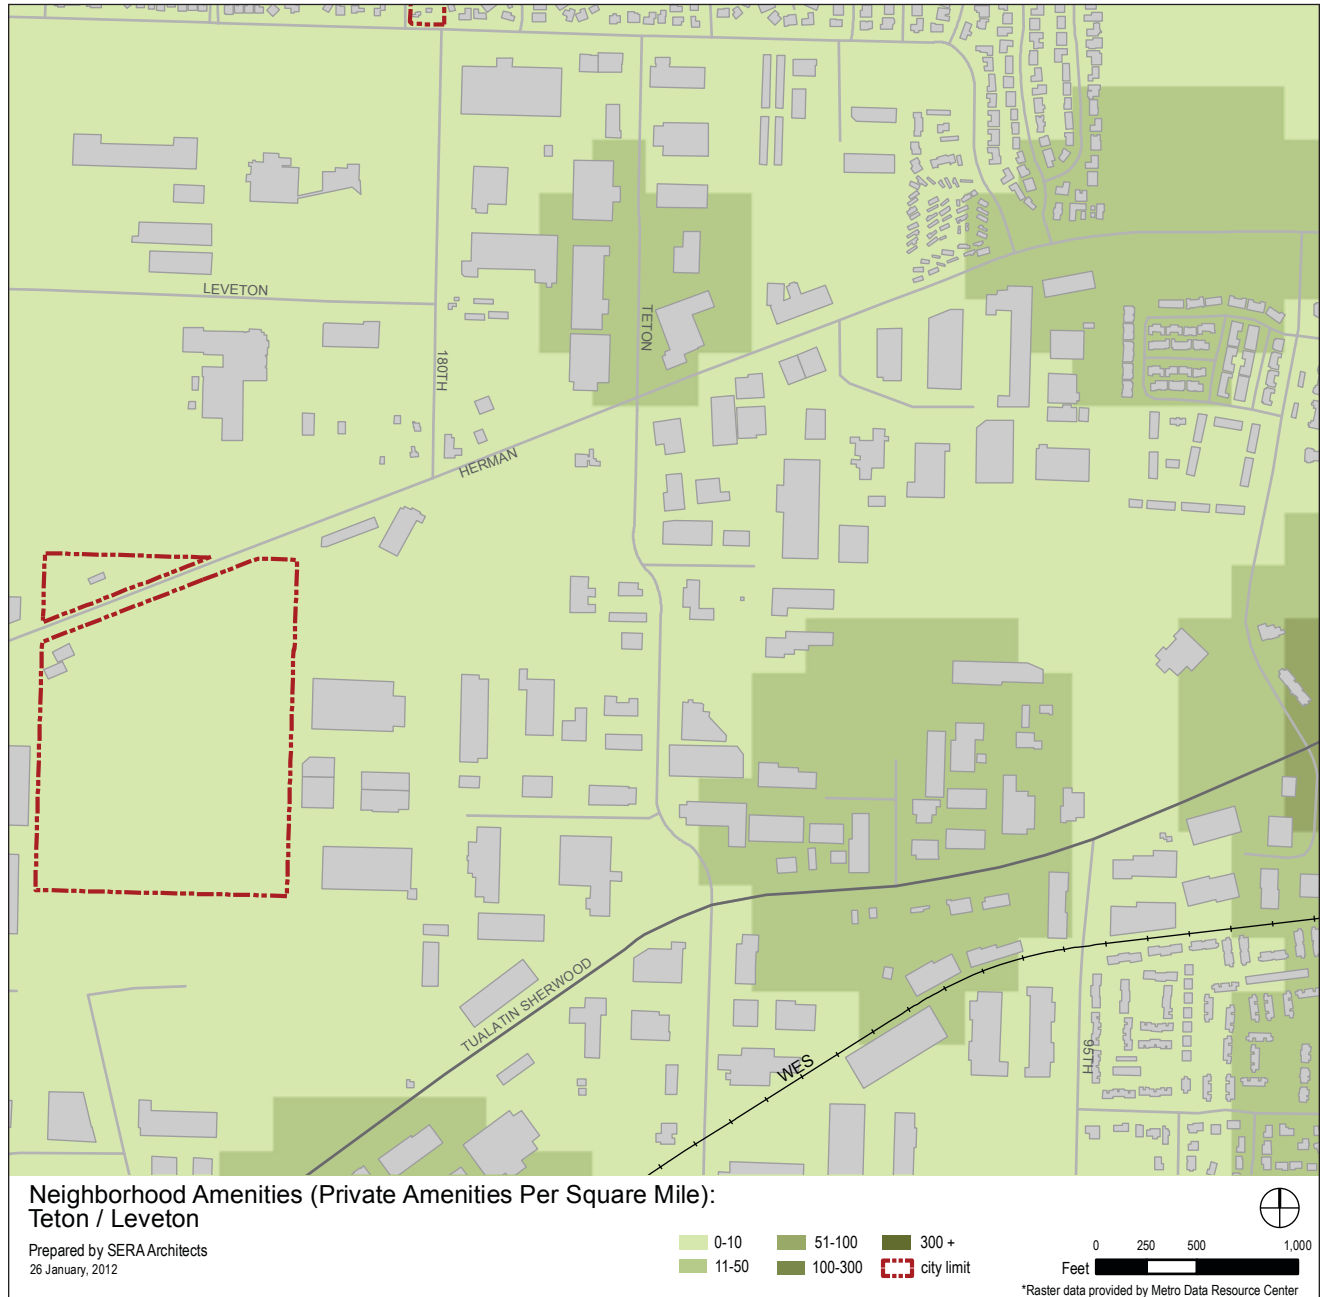 LEVETON
TETON
180TH
HERMAN
TUALATIN SHERWOOD
WES
95TH
Neighborhood Amenities (Private Amenities Per Square Mile):
Teton / Leveton
Prepared by SERA Architects
26 January, 2012
0-10
51-100
300 +
11-50
100-300
city limit
0 250 500 1,000
Feet
*Raster data provided by Metro Data Resource Center